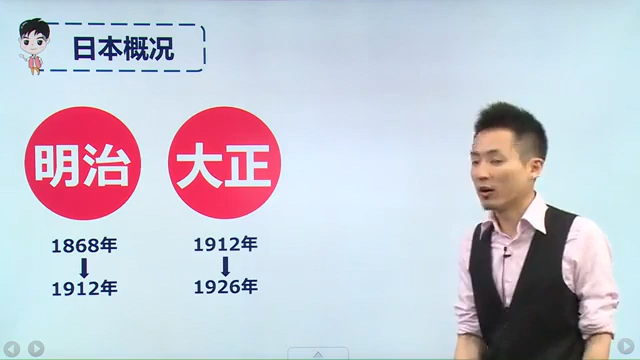 日本概况
明治
大正
1868年
1912年
1912年
1926年